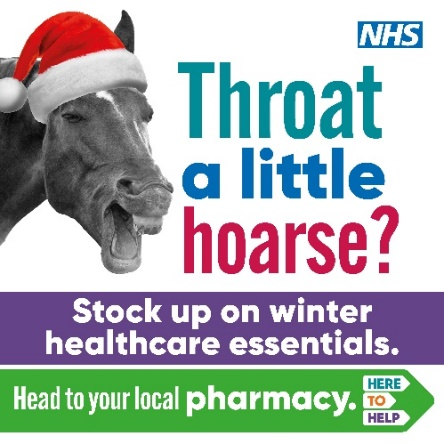 NHS
Throat
a little
hoarse?
Stock up on winter
healthcare essentials.
Head to your local pharmacy.
HERE
TO
HELP